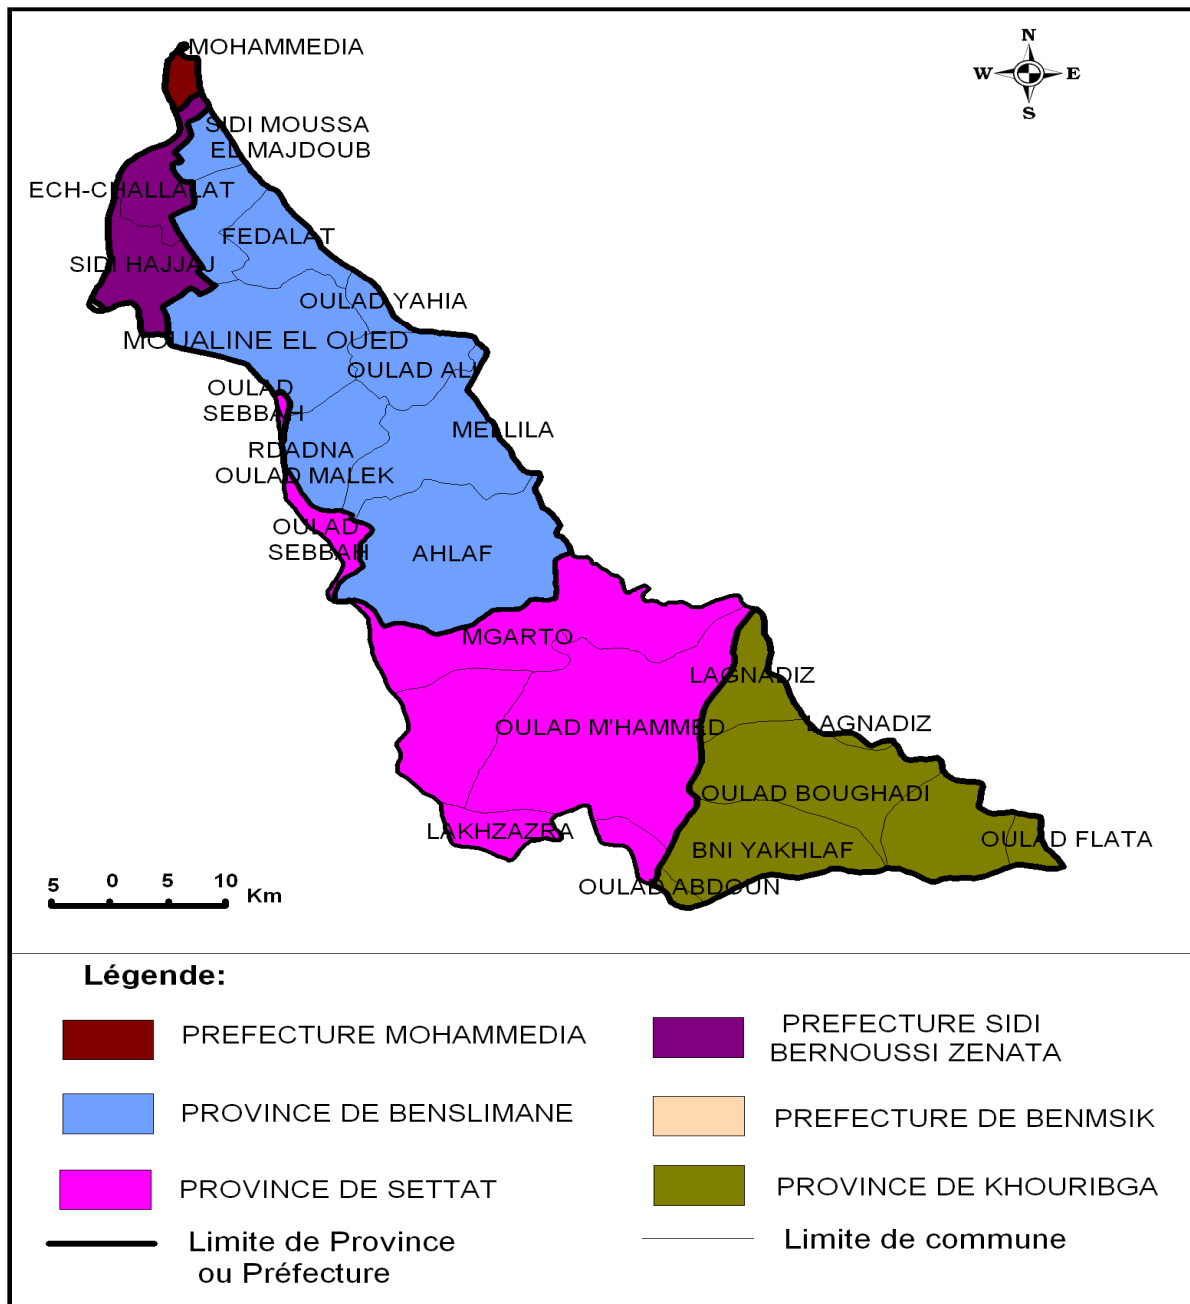 MOHAMMEDIA
N
W
E
S
SIDI MOUSSA
EL MAJDOUB
ECH-CHALLALAT
FEDALAT
SIDI HAJJAJ
OULAD YAHIA
MOUALINE EL OUED
OULAD ALI
OULAD
SEBBAH
MELLILA
RDADNA
OULAD MALEK
OULAD
SEBBAH
AHLAF
MGARTO
LAGNADIZ
OULAD M'HAMMED
LAGNADIZ
OULAD BOUGHADI
LAKHZAZRA
OULAD FLATA
BNI YAKHLAF
OULAD ABDOUN
5 0 5 10
Km
Légende:
PREFECTURE MOHAMMEDIA
PREFECTURE SIDI
BERNOUSSI ZENATA
PROVINCE DE BENSLIMANE
PREFECTURE DE BENMSIK
PROVINCE DE SETTAT
PROVINCE DE KHOURIBGA
Limite de Province
ou Préfecture
Limite de commune